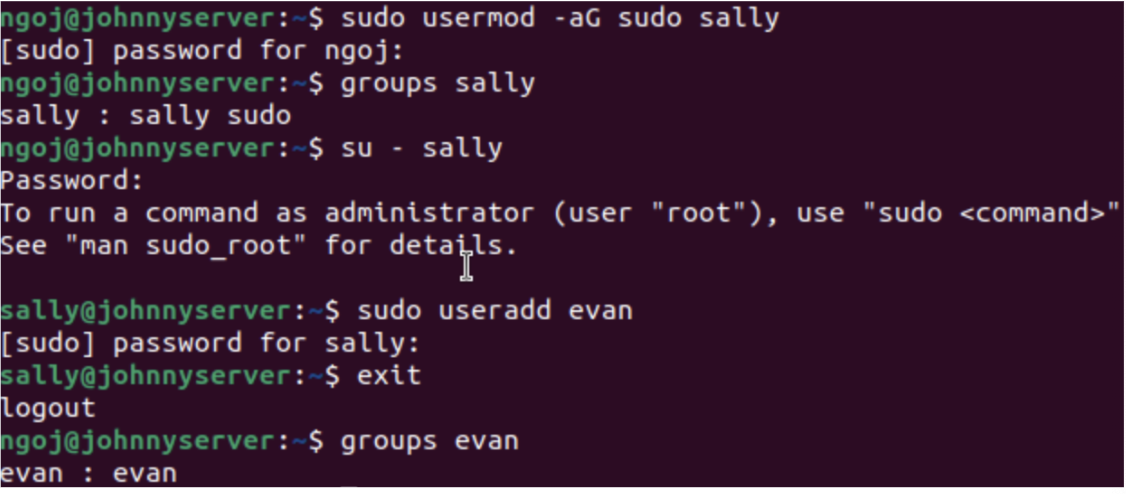 ngoj@johnnyserver:~$ sudo usermod -aG sudo sally
[sudo] password for ngoj:
ngoj@johnnyserver:~$ groups sally
sally : sally sudo
ngoj@johnnyserver:~$ su - sally
Password:
To run a command as administrator (user "root"), use "sudo <command>"
See "man sudo_root" for details.
sally@johnnyserver:~$ sudo useradd evan
[sudo] password for sally:
sally@johnnyserver:~$ exit
logout
ngoj@johnnyserver:~$ groups evan
evan : evan